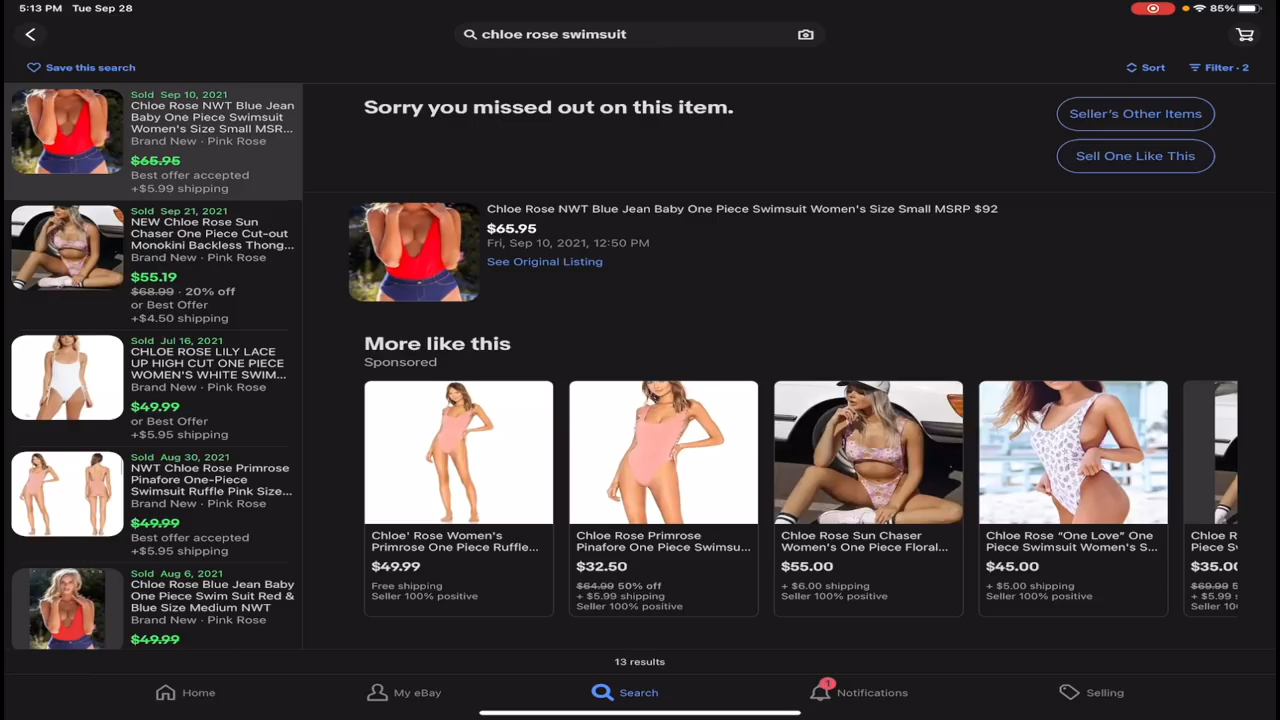 5:13 PM Tue Sep 28
85%
chloe rose swimsuit
Save this search
Sort
Filter · 2
Sold Sep 10, 2021
Chloe Rose NWT Blue Jean
Baby One Piece Swimsuit
Women's Size Small MSR...
Brand New · Pink Rose
$65.95
Best offer accepted
+$5.99 shipping
Sold Sep 21, 2021
NEW Chloe Rose Sun
Chaser One Piece Cut-out
Monokini Backless Thong...
Brand New · Pink Rose
$55.19
$68.99 · 20% off
or Best Offer
+$4.50 shipping
Sold Jul 16, 2021
CHLOE ROSE LILY LACE
UP HIGH CUT ONE PIECE
WOMEN'S WHITE SWIM...
Brand New · Pink Rose
$49.99
or Best Offer
+$5.95 shipping
Sold Aug 30, 2021
NWT Chloe Rose Primrose
Pinafore One-Piece
Swimsuit Ruffle Pink Size...
Brand New · Pink Rose
$49.99
Best offer accepted
+$5.95 shipping
Sold Aug 6, 2021
Chloe Rose Blue Jean Baby
One Piece Swim Suit Red &
Blue Size Medium NWT
Brand New · Pink Rose
$49.99
Sorry you missed out on this item.
Seller's Other Items
Sell One Like This
Chloe Rose NWT Blue Jean Baby One Piece Swimsuit Women's Size Small MSRP $92
$65.95
Fri, Sep 10, 2021, 12:50 PM
See Original Listing
More like this
Sponsored
Chloe' Rose Women's
Primrose One Piece Ruffle...
$49.99
Free shipping
Seller 100% positive
Chloe Rose Primrose
Pinafore One Piece Swimsu...
$32.50
$64.99 50% off
+ $5.99 shipping
Seller 100% positive
Chloe Rose Sun Chaser
Women's One Piece Floral...
$55.00
+ $6.00 shipping
Seller 100% positive
Chloe Rose "One Love" One
Piece Swimsuit Women's S...
$45.00
+ $5.00 shipping
Seller 100% positive
Chloe R
Piece
$35.00
$69.99
+ $5.99
Seller
13 results
Home
My eBay
Search
1
Notifications
Selling